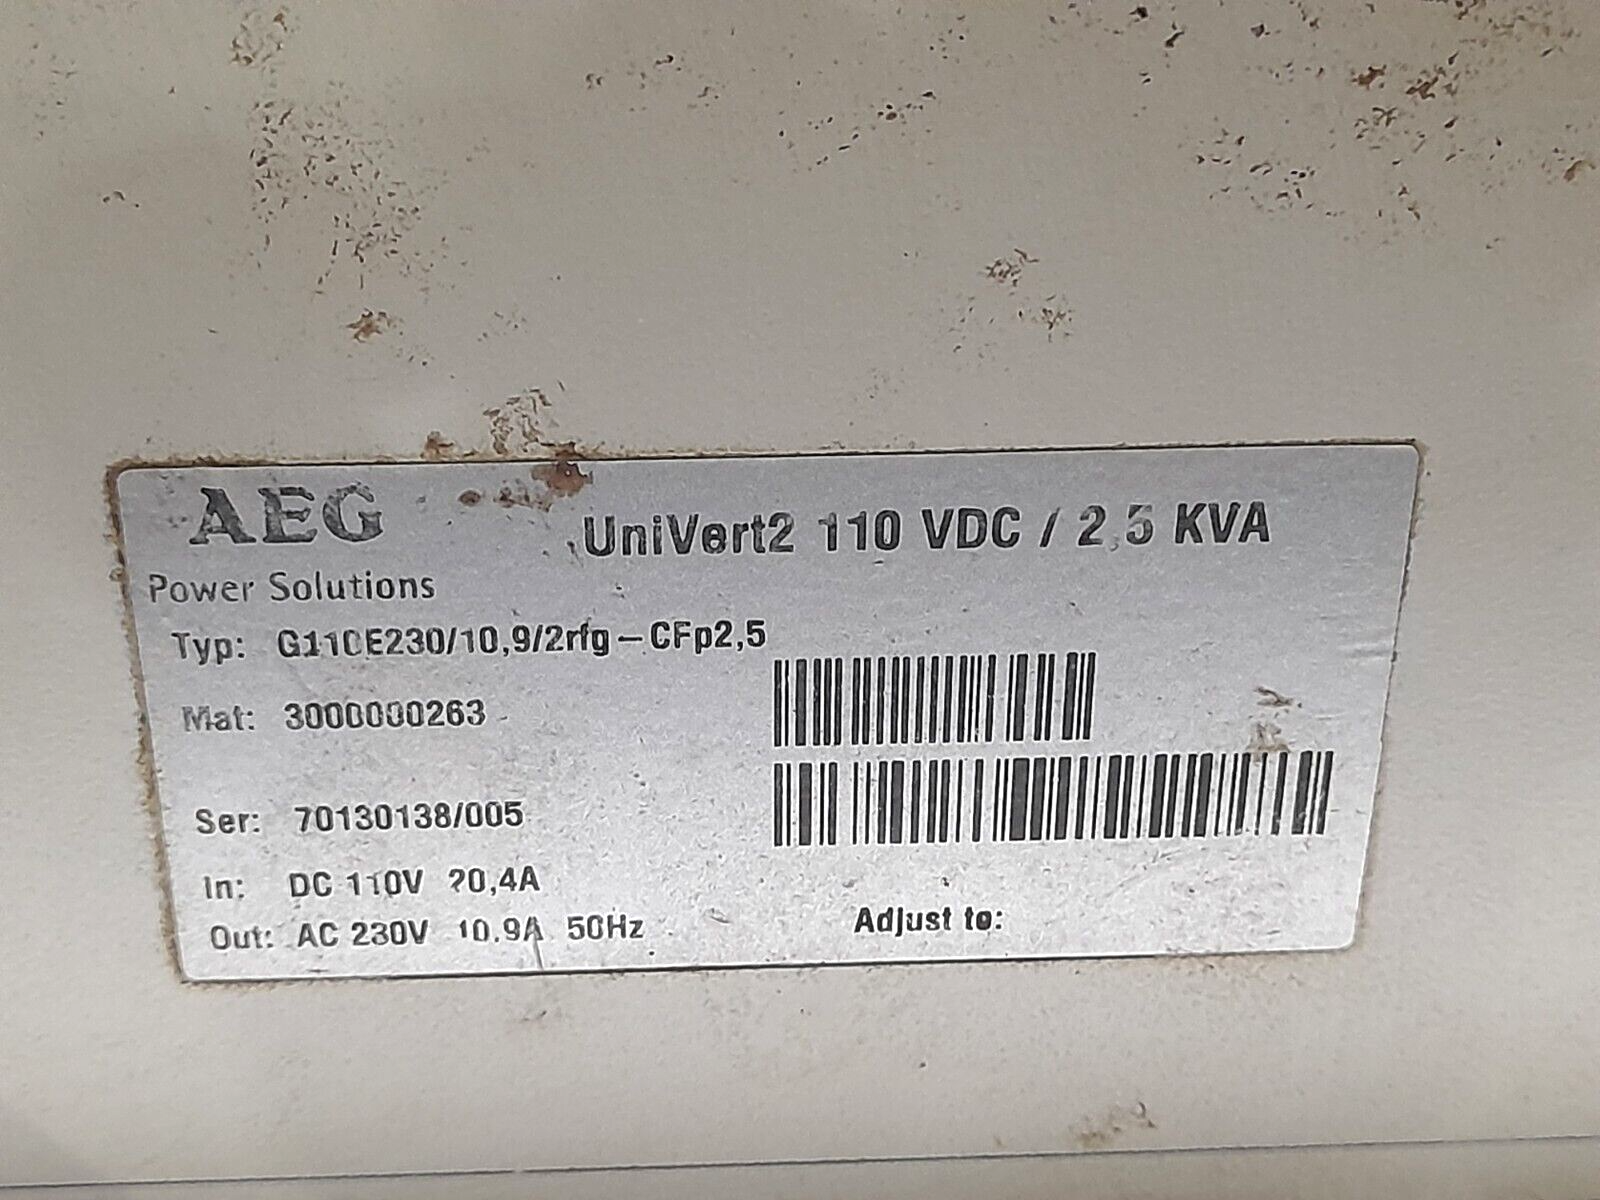 AEG
UniVert2 110 VDC / 2,5 KVA
Power Solutions
Typ: G110E230/10,9/2rfg-CFp2,5
Mat: 3000000263
Ser: 70130138/005
In: DC 110V 20,4A
Out: AC 230V 10.9A 50Hz
Adjust to: